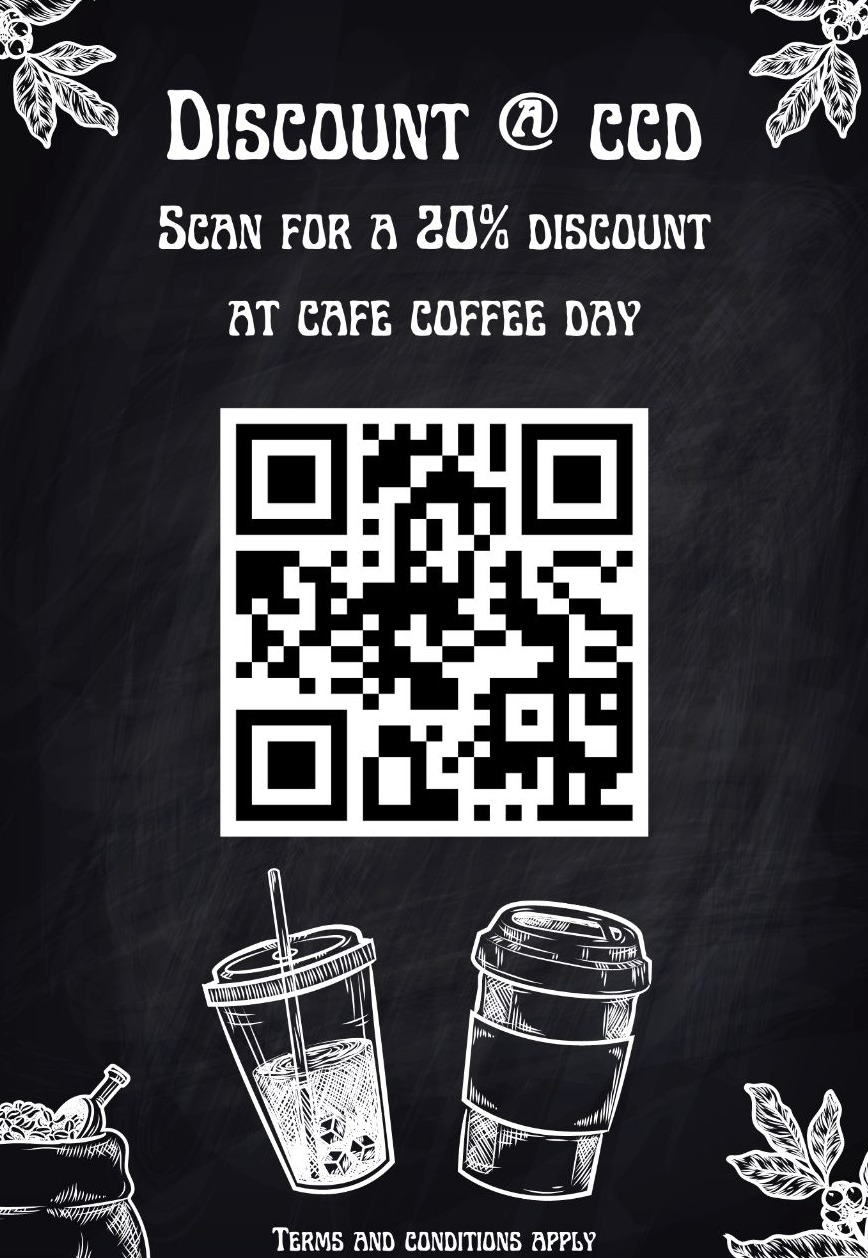 Discount @ CCD
Scan for a 20% discount
at cafe coffee day
Terms and conditions apply